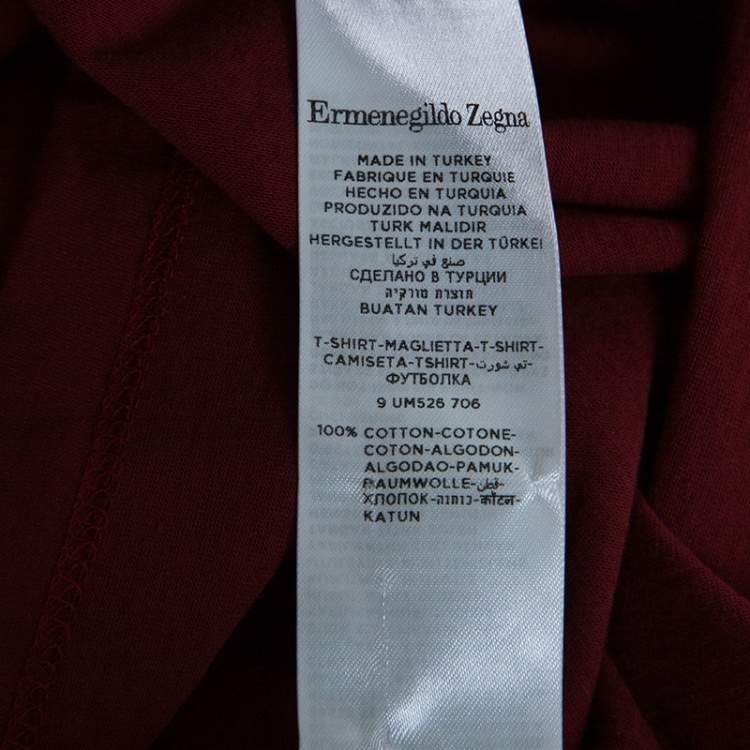 Ermenegildo Zegna
MADE IN TURKEY
FABRIQUE EN TURQUIE
HECHO EN TURQUIA
PRODUZIDO NA TURQUIA
TURK MALIDIR
HERGESTELLT IN DER TÜRKEI
صنع في تركيا
СДЕЛАНО В ТУРЦИИ
תוצרת טורקיה
BUATAN TURKEY
T-SHIRT-MAGLIETTA-T-SHIRT-
CAMISETA-TSHIRT-تي شورت-
ФУТБОЛКА
9 UM526 706
100% COTTON-COTONE-
COTON-ALGODON-
ALGODAO-PAMUK-
BAUMWOLLE-قطن-
ХЛОПОК-כותנה-कॉटन-
KATUN